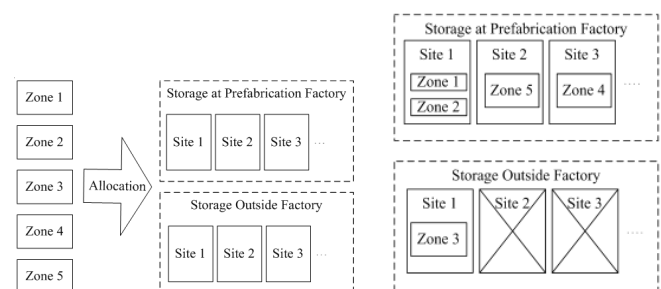 Zone 1
Zone 2
Zone 3
Zone 4
Zone 5
Allocation
Storage at Prefabrication Factory
Site 1 Site 2 Site 3 ...
Storage Outside Factory
Site 1 Site 2 Site 3 ...
Storage at Prefabrication Factory
Site 1 Site 2 Site 3
Zone 1
Zone 2
Zone 5
Zone 4
....
Storage Outside Factory
Site 1 Site 2 Site 3
Zone 3
....